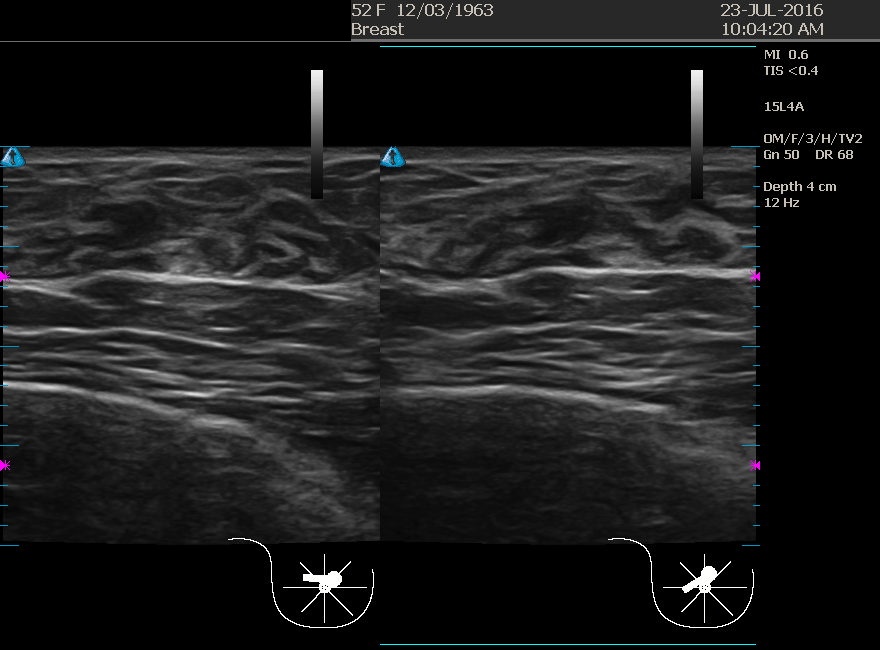 52 F 12/03/1963
23-JUL-2016
Breast
10:04:20 AM
MI 0.6
TIS <0.4
15L4A
OM/F/3/H/TV2
Gn 50 DR 68
Depth 4 cm
12 Hz